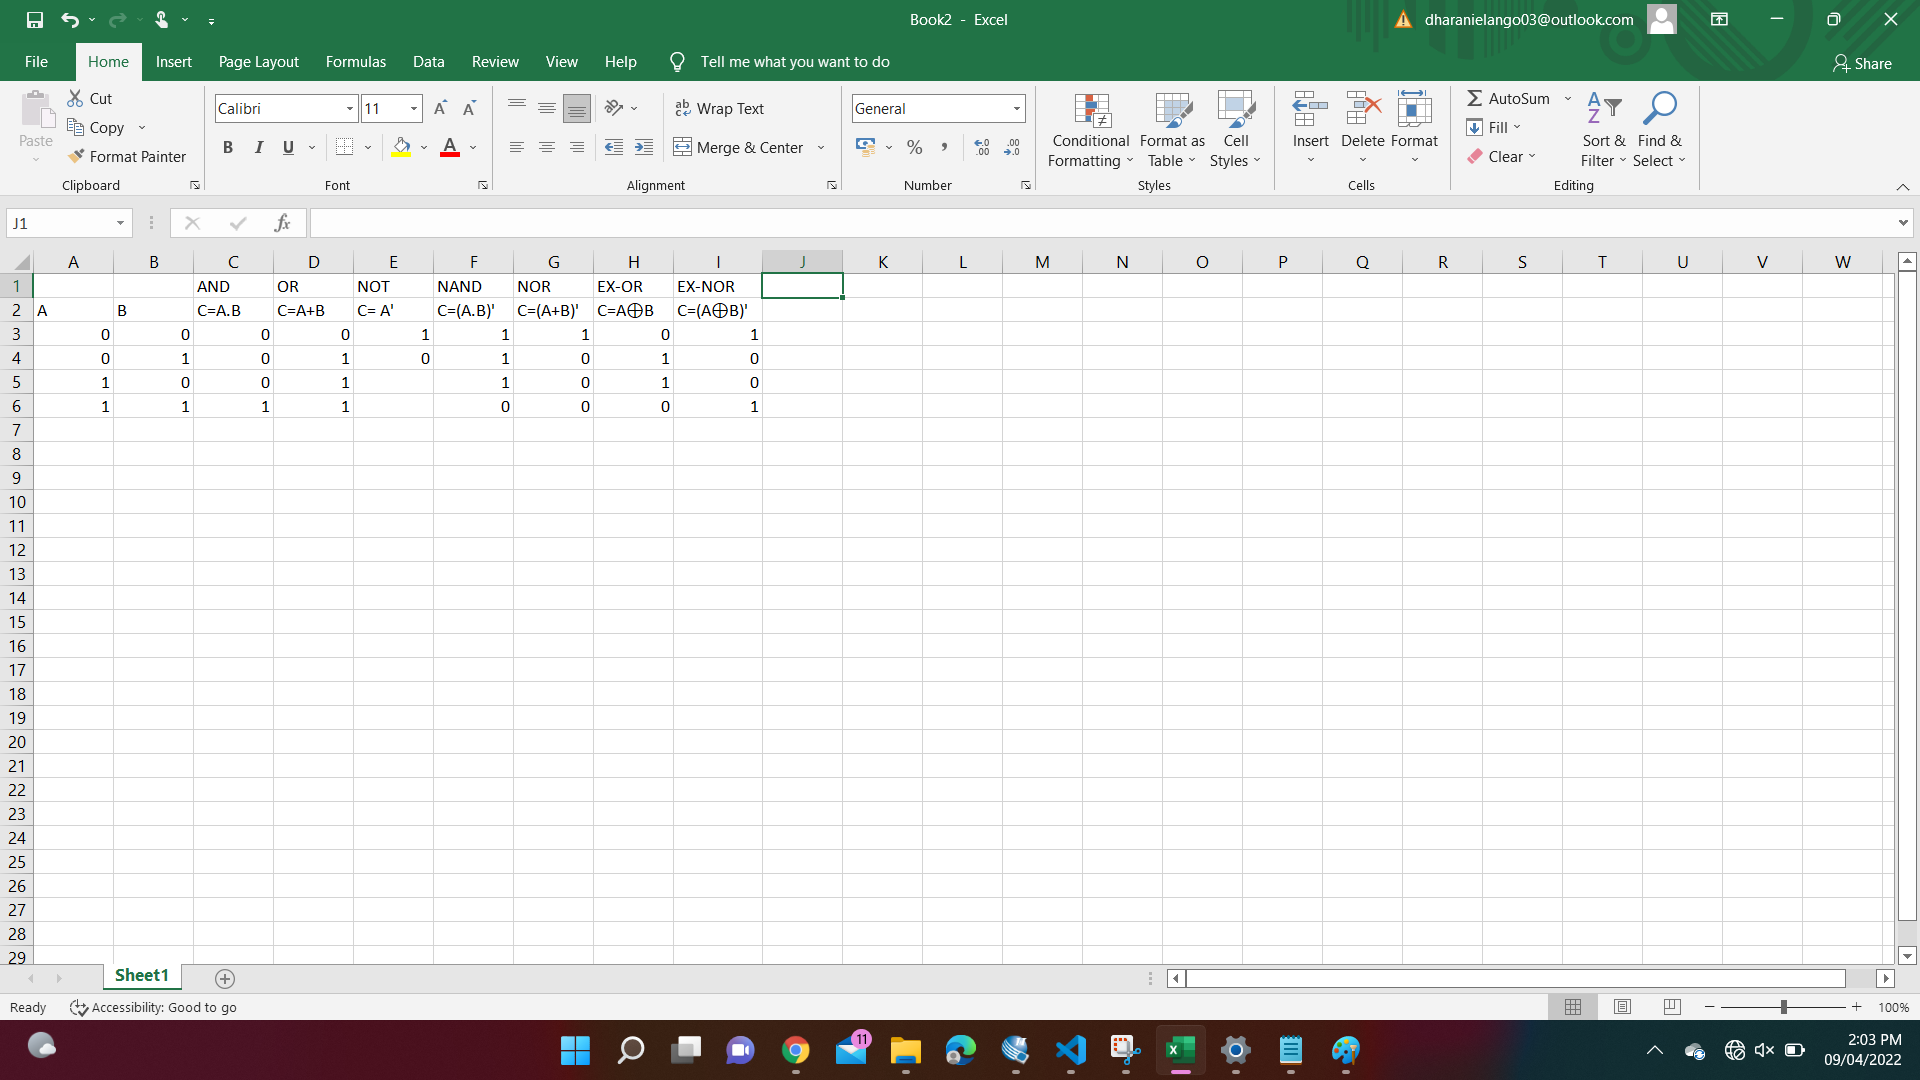 Book2 - Excel
dharanielango03@outlook.com
File Home Insert Page Layout Formulas Data Review View Help Tell me what you want to do Share
Paste
Cut
Copy
Format Painter
Clipboard
Calibri 11
B I U
Font
Wrap Text
Merge & Center
Alignment
General
Number
Conditional Formatting
Format as Table
Cell Styles
Styles
Insert Delete Format
Cells
AutoSum
Fill
Clear
Sort & Filter
Find & Select
Editing
J1 fx
A B C D E F G H I J K L M N O P Q R S T U V W
1 AND OR NOT NAND NOR EX-OR EX-NOR
2 A B C=A.B C=A+B C= A' C=(A.B)' C=(A+B)' C=A⨁B C=(A⨁B)'
3 0 0 0 0 1 1 1 0 1
4 0 1 0 1 0 1 0 1 0
5 1 0 0 1 1 0 1 0
6 1 1 1 1 0 0 0 1
7
8
9
10
11
12
13
14
15
16
17
18
19
20
21
22
23
24
25
26
27
28
29
Sheet1
Ready Accessibility: Good to go 100%
11
2:03 PM
09/04/2022